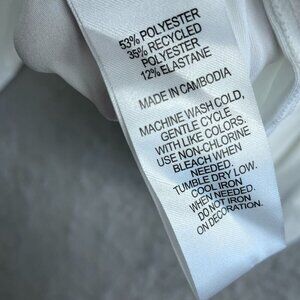 53% POLYESTER
35% RECYCLED
POLYESTER
12% ELASTANE
MADE IN CAMBODIA
MACHINE WASH COLD,
GENTLE CYCLE
WITH LIKE COLORS,
USE NON-CHLORINE
BLEACH WHEN
NEEDED.
TUMBLE DRY LOW.
COOL IRON
WHEN NEEDED.
DO NOT IRON
ON DECORATION.